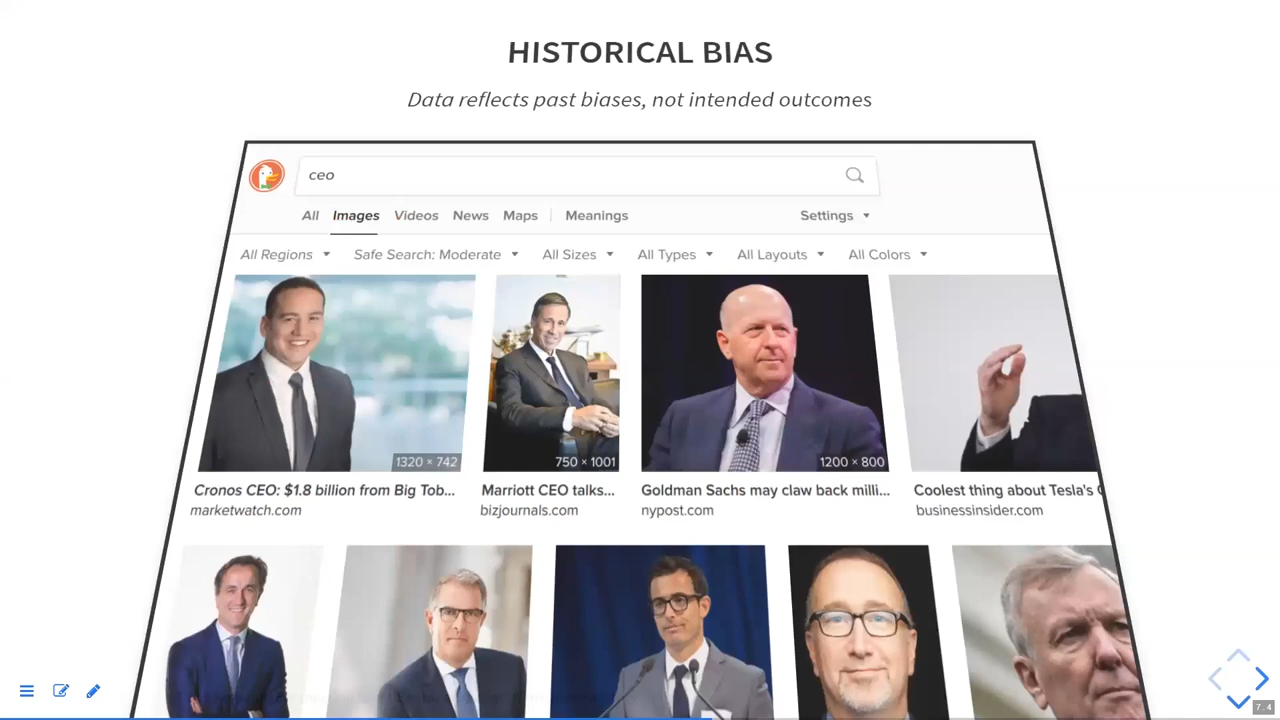 HISTORICAL BIAS
Data reflects past biases, not intended outcomes
ceo
All Images Videos News Maps Meanings Settings
All Regions Safe Search: Moderate All Sizes All Types All Layouts All Colors
1320 × 742 750 × 1001 1200 × 800
Cronos CEO: $1.8 billion from Big Tob... Marriott CEO talks... Goldman Sachs may claw back milli... Coolest thing about Tesla's
marketwatch.com bizjournals.com nypost.com businessinsider.com
7.4